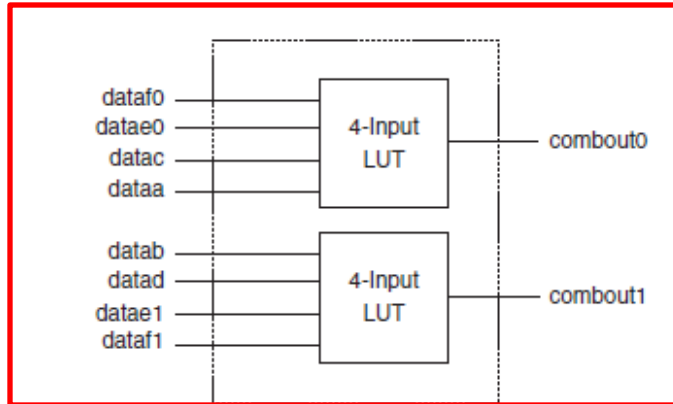 dataf0
datae0
datac
dataa
4-Input
LUT
combout0
datab
datad
datae1
dataf1
4-Input
LUT
combout1